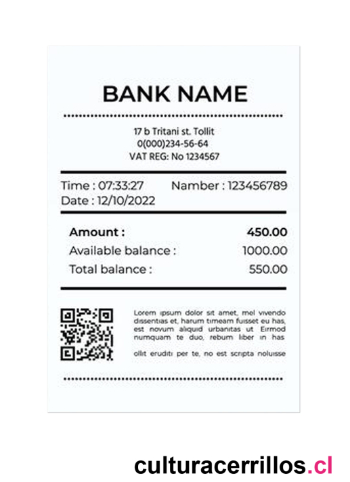 BANK NAME
17 b Tritani st. Tollit
0(000)234-56-64
VAT REG: No 1234567
Time : 07:33:27 Namber : 123456789
Date : 12/10/2022
Amount : 450.00
Available balance : 1000.00
Total balance : 550.00
Lorem ipsum dolor sit amet, mel vivendo
dissentias et, harum timeam fuisset eu has,
est novum aliquid urbanitas ut Eirmod
numquam te duo, rebum liber in has
ollit eruditi per te, no est scripta noluisse
culturacerrillos.cl